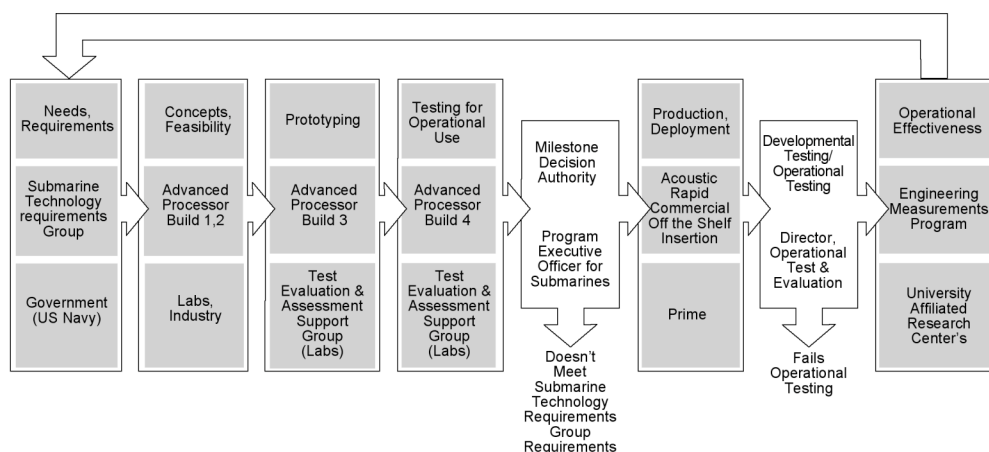 Needs,
Requirements
Submarine
Technology
requirements
Group
Government
(US Navy)
Concepts,
Feasibility
Advanced
Processor
Build 1,2
Labs,
Industry
Prototyping
Advanced
Processor
Build 3
Test
Evaluation &
Assessment
Support
Group
(Labs)
Testing for
Operational
Use
Advanced
Processor
Build 4
Test
Evaluation &
Assessment
Support
Group
(Labs)
Milestone
Decision
Authority
Program
Executive
Officer for
Submarines
Doesn't
Meet
Submarine
Technology
Requirements
Group
Requirements
Production,
Deployment
Acoustic
Rapid
Commercial
Off the Shelf
Insertion
Prime
Developmental
Testing/
Operational
Testing
Director,
Operational
Test &
Evaluation
Fails
Operational
Testing
Operational
Effectiveness
Engineering
Measurements
Program
University
Affiliated
Research
Center's